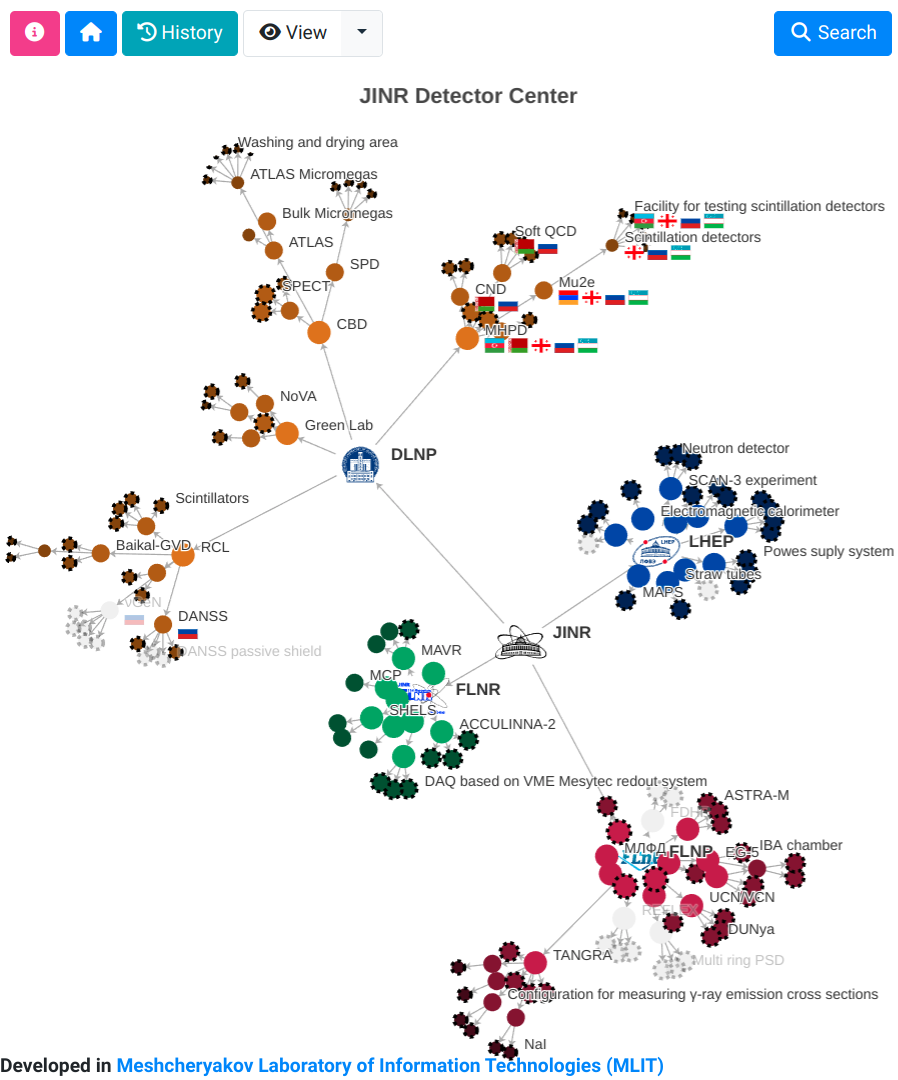 History
View
Search
JINR Detector Center
Washing and drying area
ATLAS Micromegas
Bulk Micromegas
ATLAS
SPD
SPECT
CBD
Facility for testing scintillation detectors
Soft QCD
Scintillation detectors
Mu2e
CND
MHPD
NoVA
Green Lab
DLNP
Neutron detector
SCAN-3 experiment
Electromagnetic calorimeter
LHEP
Powes suply system
Straw tubes
MAPS
Scintillators
Baikal-GVD
RCL
νGeN
DANSS
DANSS passive shield
JINR
MAVR
MCP
FLNR
SHELS
ACCULINNA-2
DAQ based on VME Mesytec redout system
ASTRA-M
МЛФД
FLNP
EG-5
IBA chamber
UCN/VCN
REFLEX
DUNya
TANGRA
Multi ring PSD
Configuration for measuring γ-ray emission cross sections
NaI
Developed in Meshcheryakov Laboratory of Information Technologies (MLIT)